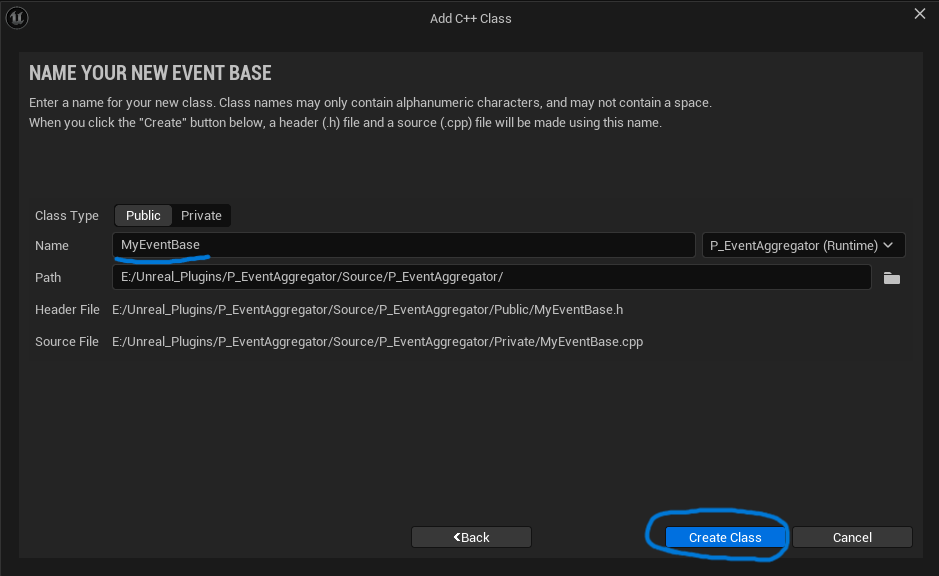 Add C++ Class
NAME YOUR NEW EVENT BASE
Enter a name for your new class. Class names may only contain alphanumeric characters, and may not contain a space.
When you click the "Create" button below, a header (.h) file and a source (.cpp) file will be made using this name.
Class Type Public Private
Name MyEventBase P_EventAggregator (Runtime)
Path E:/Unreal_Plugins/P_EventAggregator/Source/P_EventAggregator/
Header File E:/Unreal_Plugins/P_EventAggregator/Source/P_EventAggregator/Public/MyEventBase.h
Source File E:/Unreal_Plugins/P_EventAggregator/Source/P_EventAggregator/Private/MyEventBase.cpp
Back Create Class Cancel